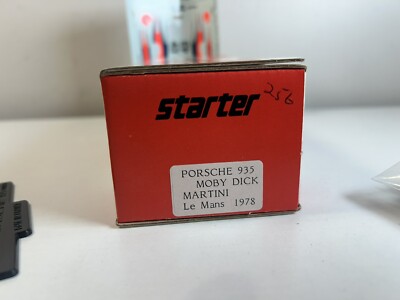 starter
256
PORSCHE 935
MOBY DICK
MARTINI
Le Mans 1978